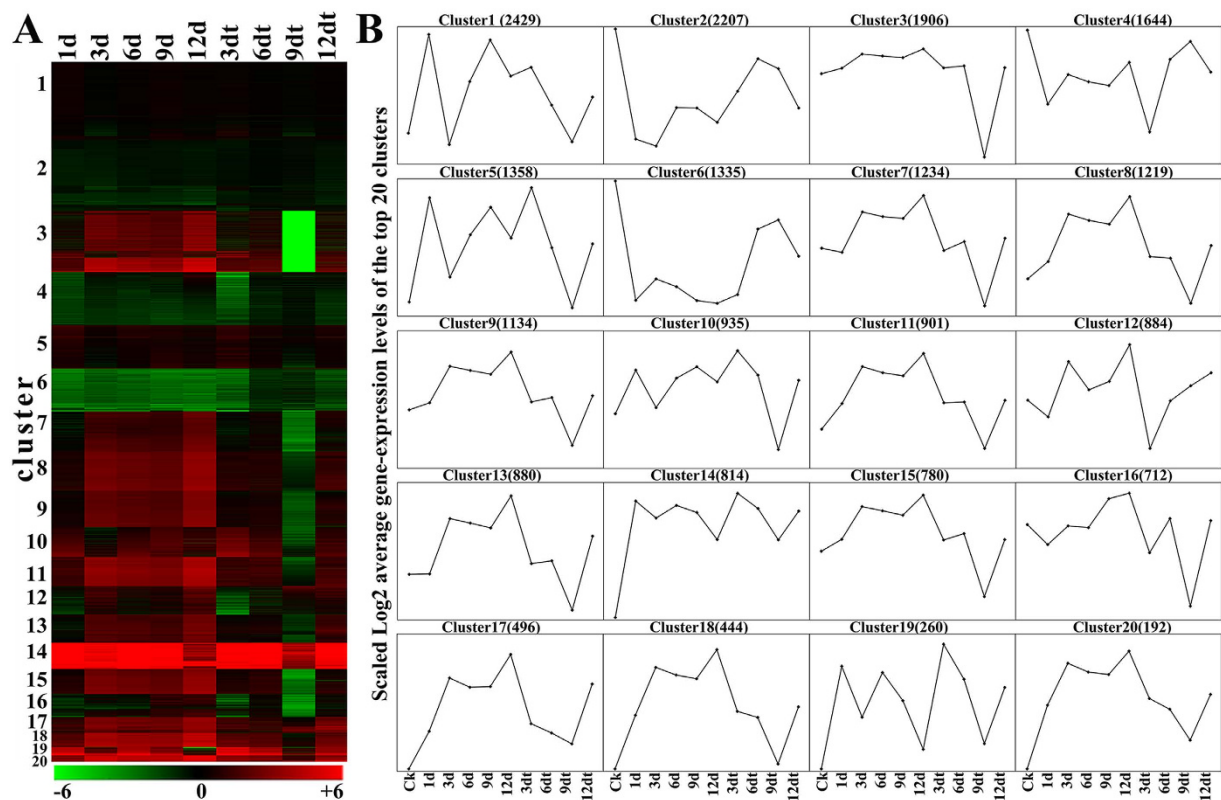 A
1d 3d 6d 9d 12d 3dt 6dt 9dt 12dt
cluster
1
2
3
4
5
6
7
8
9
10
11
12
13
14
15
16
17
18
19
20
-6 0 +6
B
Scaled Log2 average gene-expression levels of the top 20 clusters
Cluster1 (2429) Cluster2(2207) Cluster3(1906) Cluster4(1644)
Cluster5(1358) Cluster6(1335) Cluster7(1234) Cluster8(1219)
Cluster9(1134) Cluster10(935) Cluster11(901) Cluster12(884)
Cluster13(880) Cluster14(814) Cluster15(780) Cluster16(712)
Cluster17(496) Cluster18(444) Cluster19(260) Cluster20(192)
Ck 1d 3d 6d 9d 12d 3dt 6dt 9dt 12dt Ck 1d 3d 6d 9d 12d 3dt 6dt 9dt 12dt Ck 1d 3d 6d 9d 12d 3dt 6dt 9dt 12dt Ck 1d 3d 6d 9d 12d 3dt 6dt 9dt 12dt